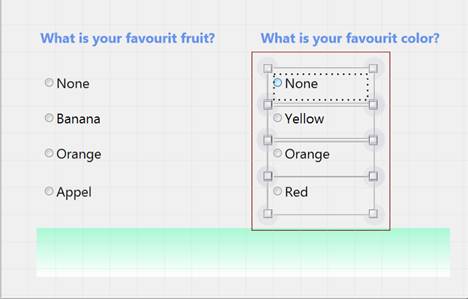 What is your favourit fruit?
None
Banana
Orange
Appel
What is your favourit color?
None
Yellow
Orange
Red